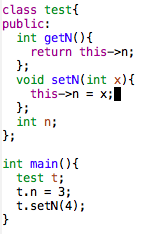 class test{
public:
  int getN(){
    return this->n;
  };
  void setN(int x){
    this->n = x;
  };
  int n;
};

int main(){
  test t;
  t.n = 3;
  t.setN(4);
}